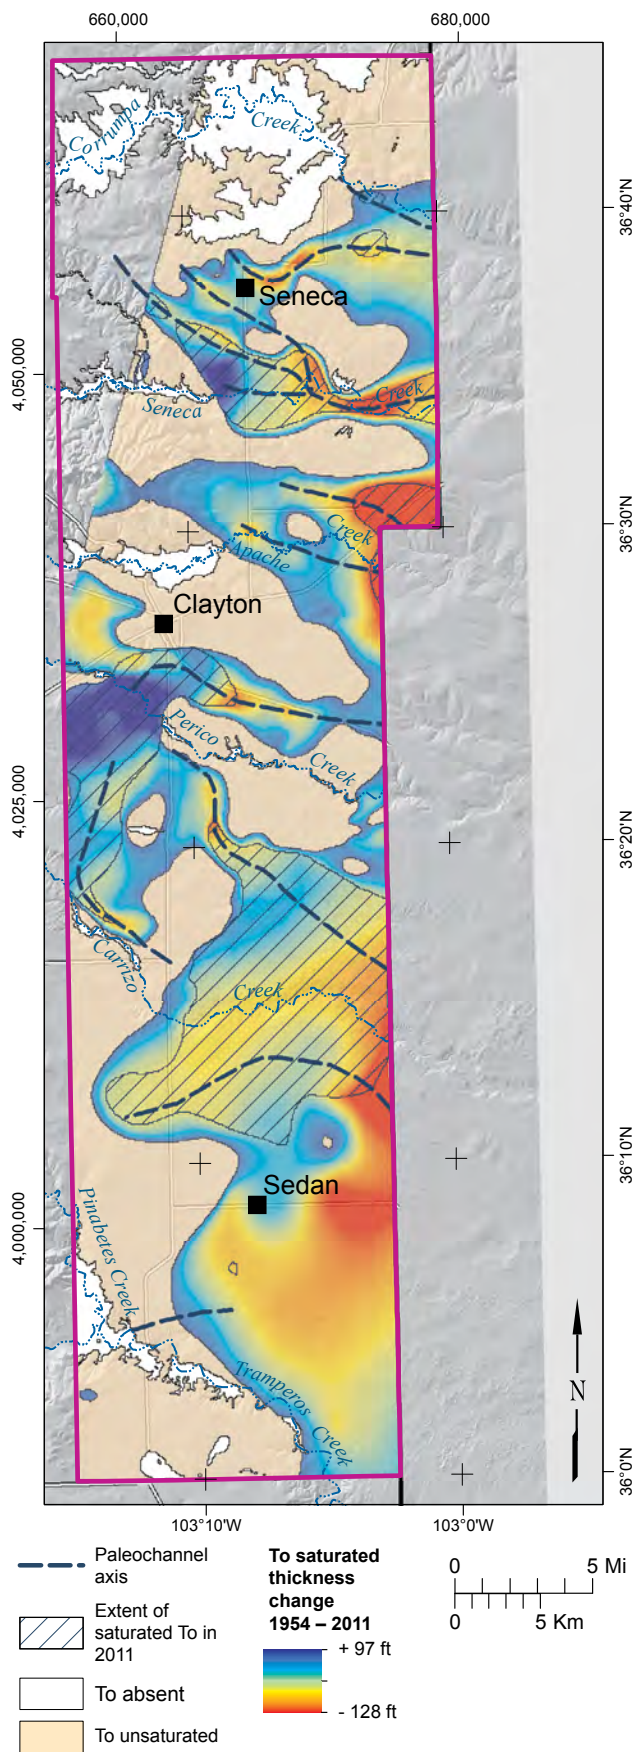 660,000
680,000
Corrumpa
Creek
36°40'N
Seneca
4,050,000
Seneca
Creek
36°30'N
Creek
Apache
Clayton
Perico
Creek
4,025,000
36°20'N
Carrizo
Creek
36°10'N
Sedan
Pinabetes Creek
4,000,000
Tramperos
Creek
N
36°0'N
103°10'W
103°0'W
Paleochannel
axis
Extent of
saturated To in
2011
To absent
To unsaturated
To saturated
thickness
change
1954 – 2011
+ 97 ft
- 128 ft
0 5 Mi
0 5 Km